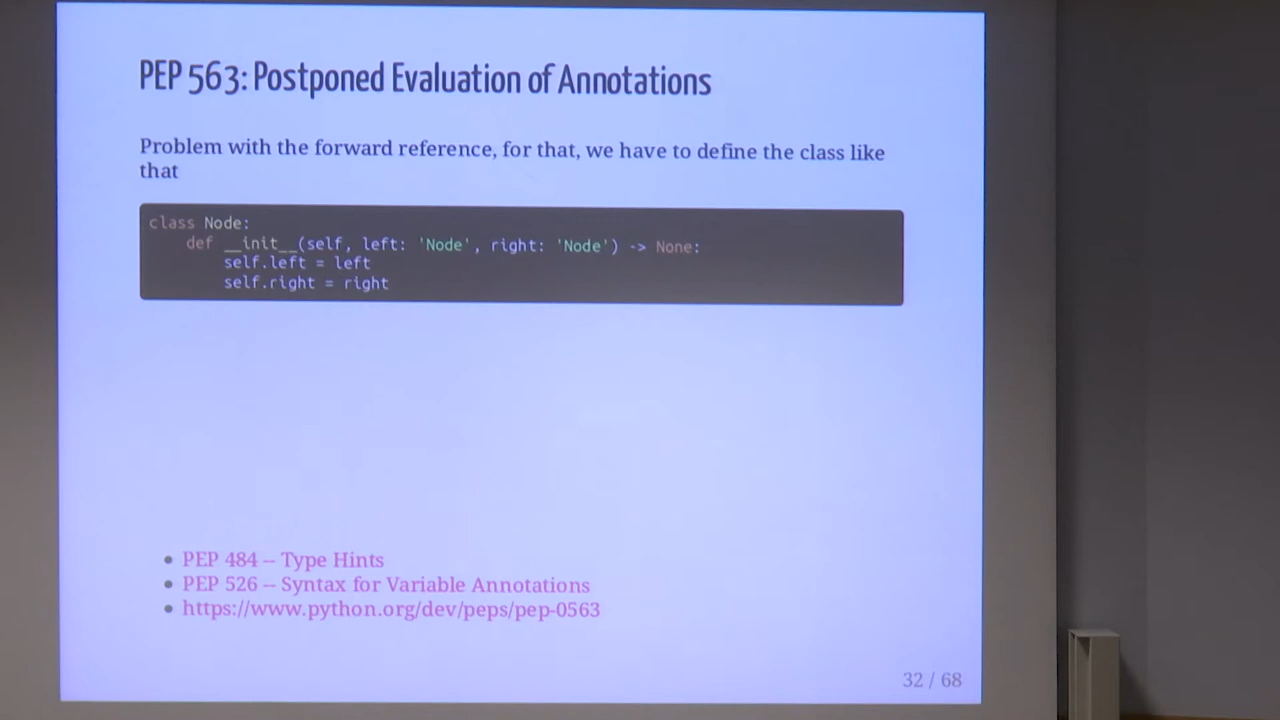 PEP 563: Postponed Evaluation of Annotations
Problem with the forward reference, for that, we have to define the class like
that
class Node:
    def __init__(self, left: 'Node', right: 'Node') -> None:
        self.left = left
        self.right = right
• PEP 484 -- Type Hints
• PEP 526 -- Syntax for Variable Annotations
• https://www.python.org/dev/peps/pep-0563
32 / 68